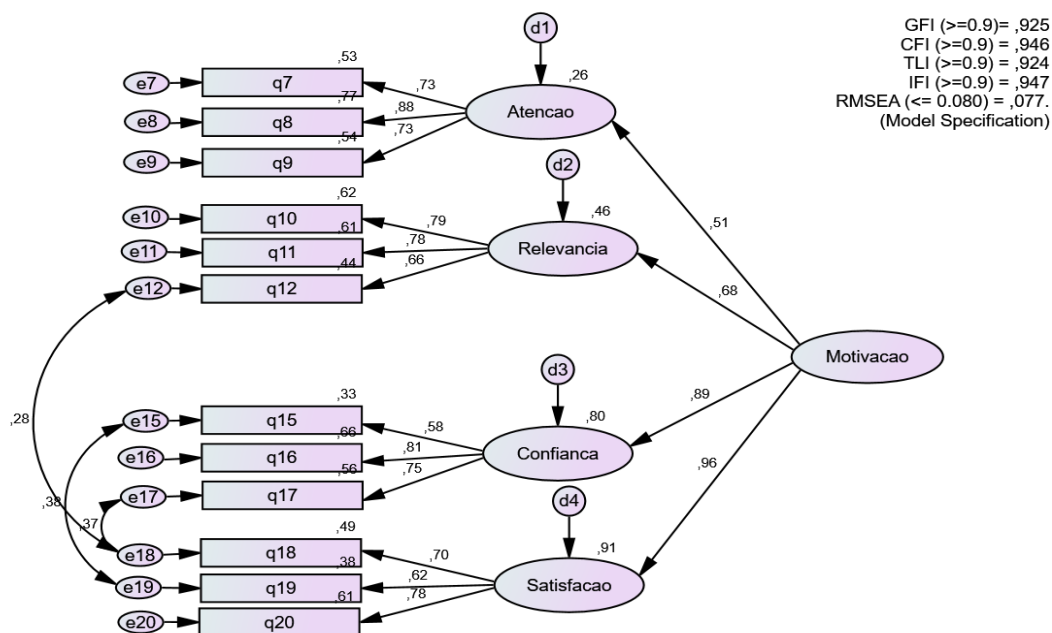 GFI (>=0.9)= ,925
CFI (>=0.9) = ,946
TLI (>=0.9) = ,924
IFI (>=0.9) = ,947
RMSEA (<= 0.080) = ,077.
(Model Specification)
d1
,53
,26
e7
q7
,73
,77
e8
q8
,88
Atencao
,54
,73
e9
q9
d2
,62
,46
e10
q10
,79
,61
e11
q11
,78
Relevancia
,44
,66
e12
q12
,51
,68
Motivacao
d3
,33
,80
,89
e15
q15
,58
,28
,66
e16
q16
,81
Confianca
,56
,75
,96
e17
q17
d4
,38
,37
,49
,91
e18
q18
,70
,38
e19
q19
,62
Satisfacao
,61
,78
e20
q20